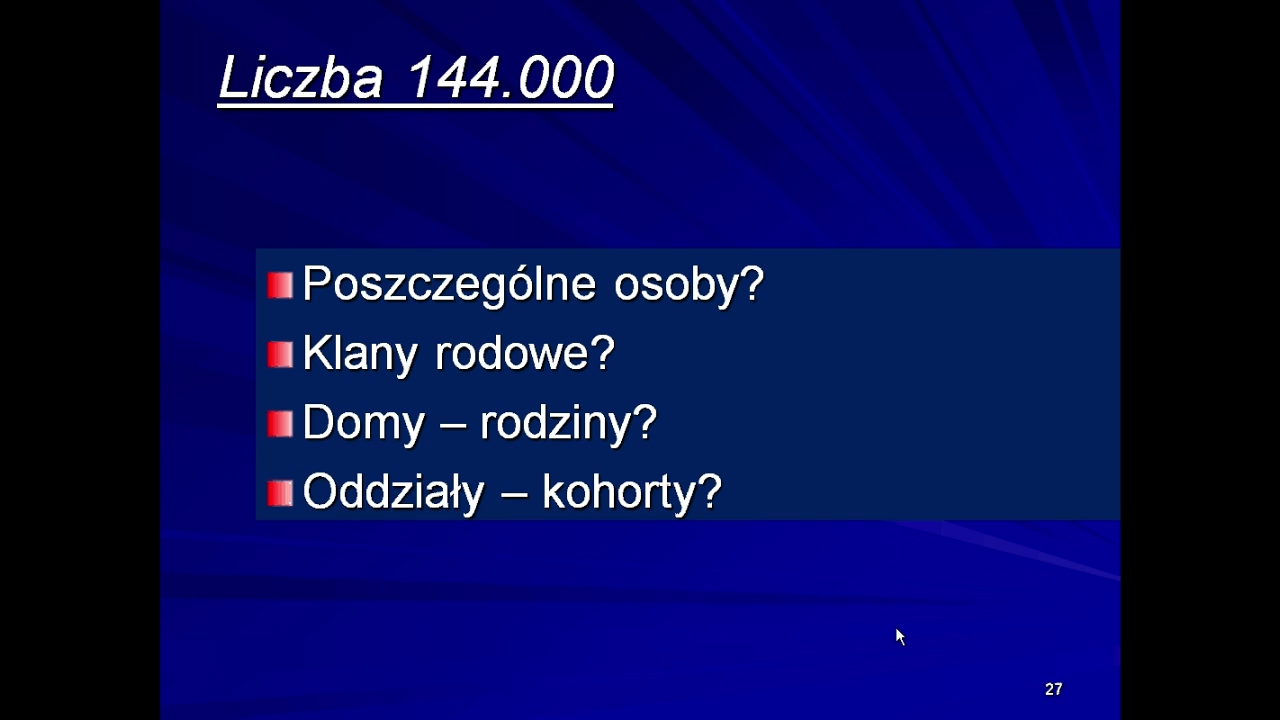 Liczba 144.000
Poszczególne osoby?
Klany rodowe?
Domy – rodziny?
Oddziały – kohorty?
27